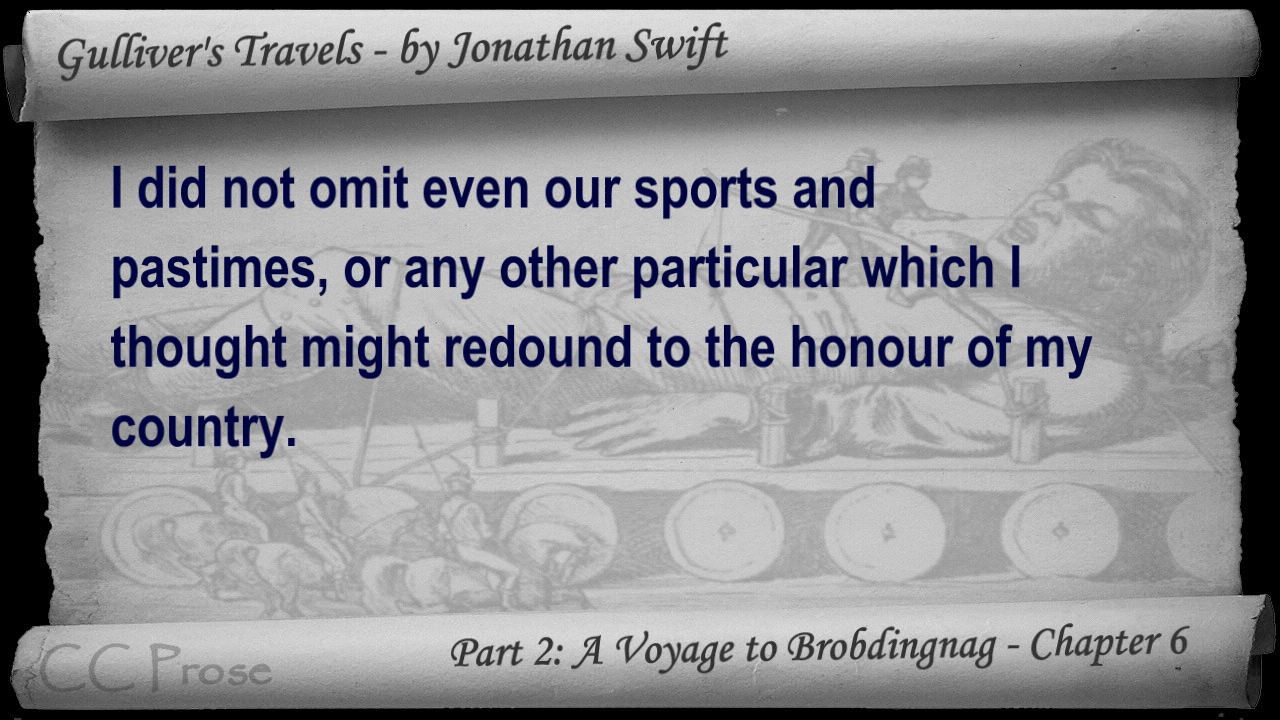 Gulliver's Travels - by Jonathan Swift
I did not omit even our sports and
pastimes, or any other particular which I
thought might redound to the honour of my
country.
Part 2: A Voyage to Brobdingnag - Chapter 6
CC Prose